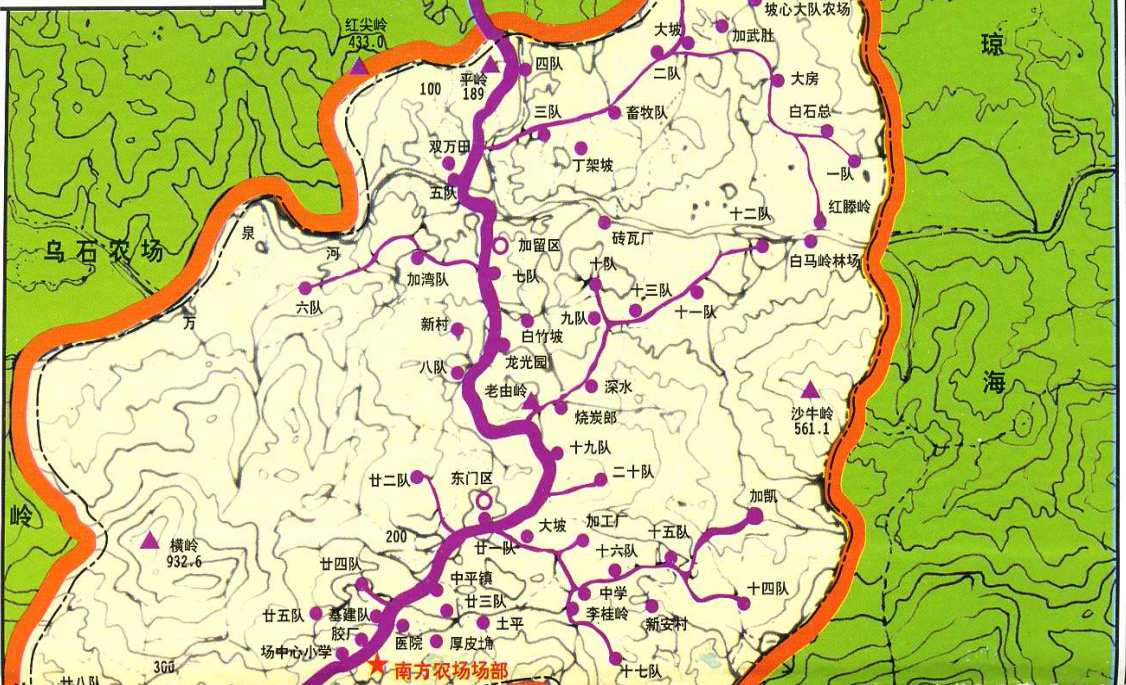 坡心大队农场
红尖岭
433.0
大坡
加武肚
琼
平岭
189
四队
二队
大房
100
三队
畜牧队
白石总
双万田
丁架坡
一队
五队
红滕岭
十二队
泉
砖瓦厂
乌石农场
河
加留区
白马岭林场
加湾队
七队
十队
六队
十三队
十一队
万
新村
九队
白竹坡
八队
龙光园
老由岭
深水
海
烧炭郎
沙牛岭
561.1
十九队
廿二队
东门区
二十队
加凯
岭
大坡
加工厂
十五队
200
廿一队
横岭
932.6
十六队
廿四队
中平镇
中学
十四队
廿三队
廿五队
基建队
李桂岭
土平
新安村
胶厂
医院
厚皮埇
场中心小学
300
南方农场场部
十七队
廿八队